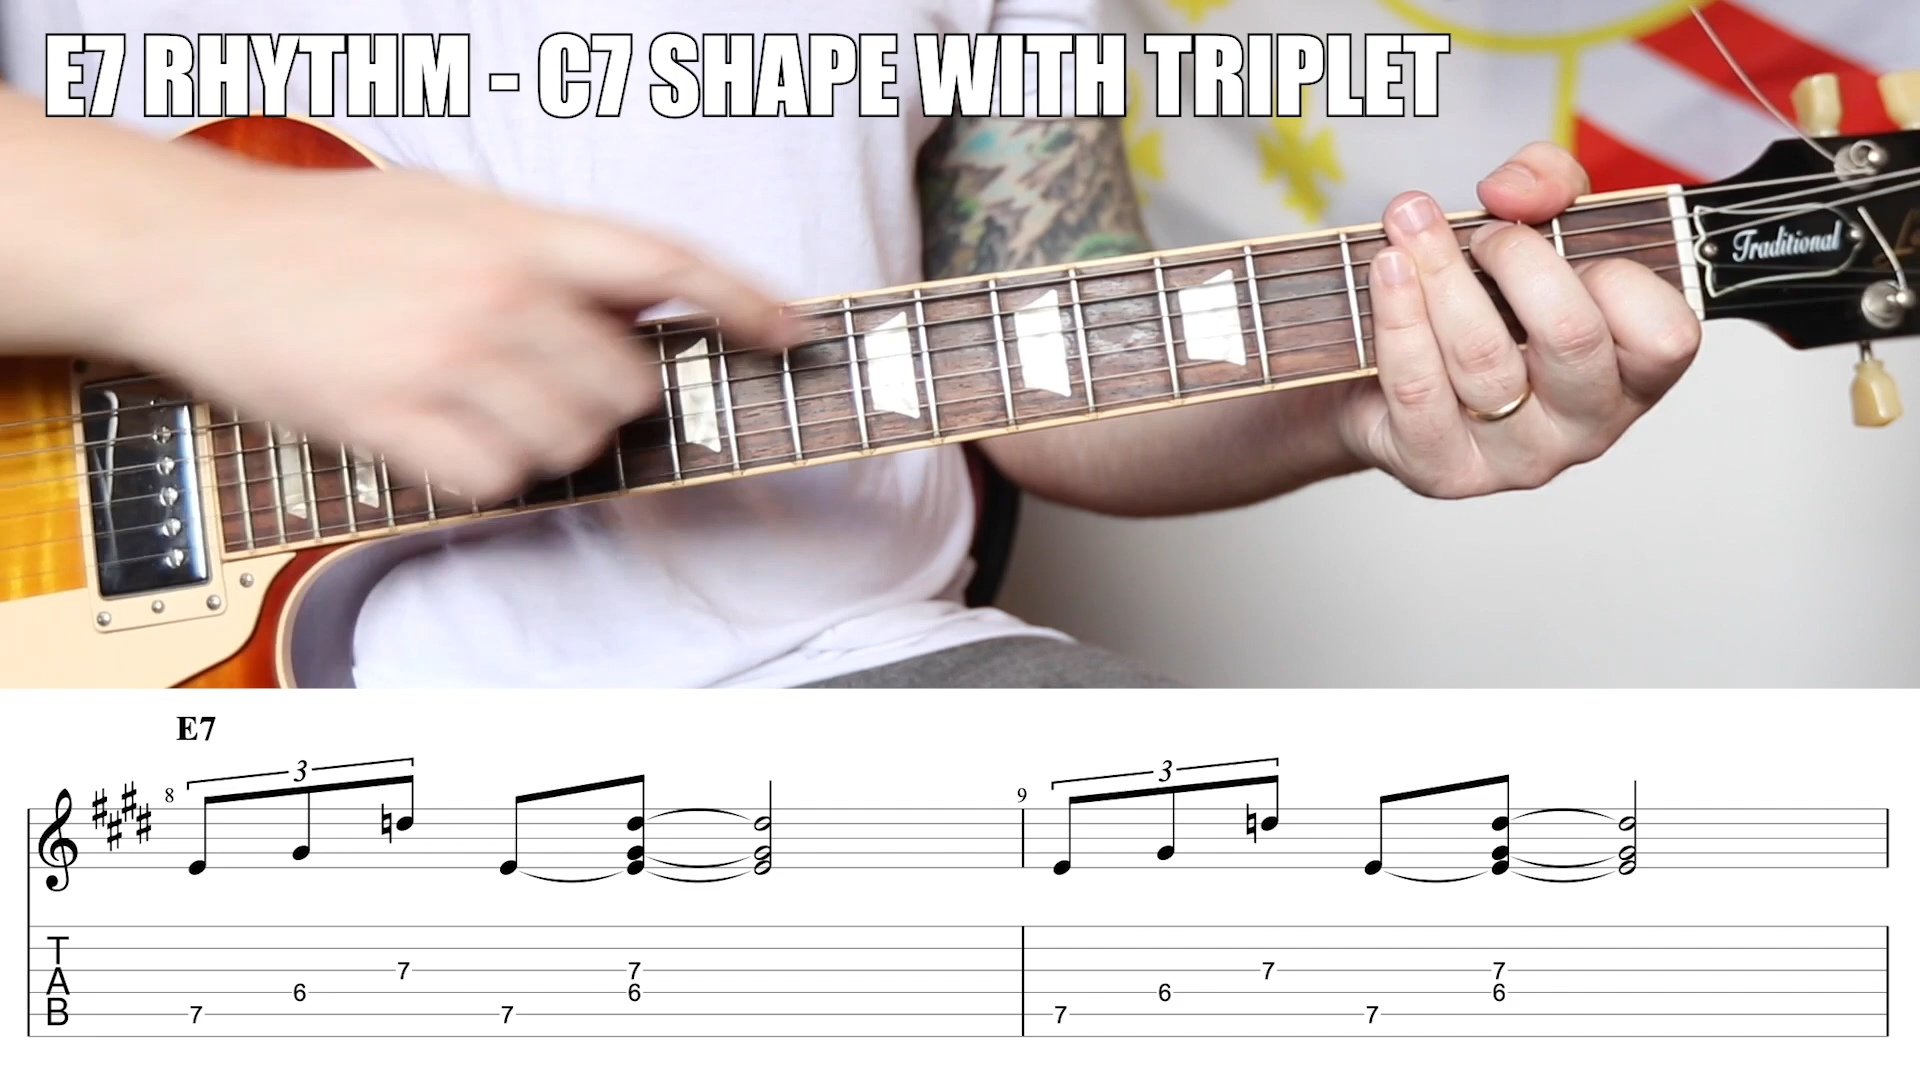 E7 RHYTHM - C7 SHAPE WITH TRIPLET
Traditional
E7
3 3
8 9
T
A
B
7 7
7 6 7 6
6 6
7 7 7 7